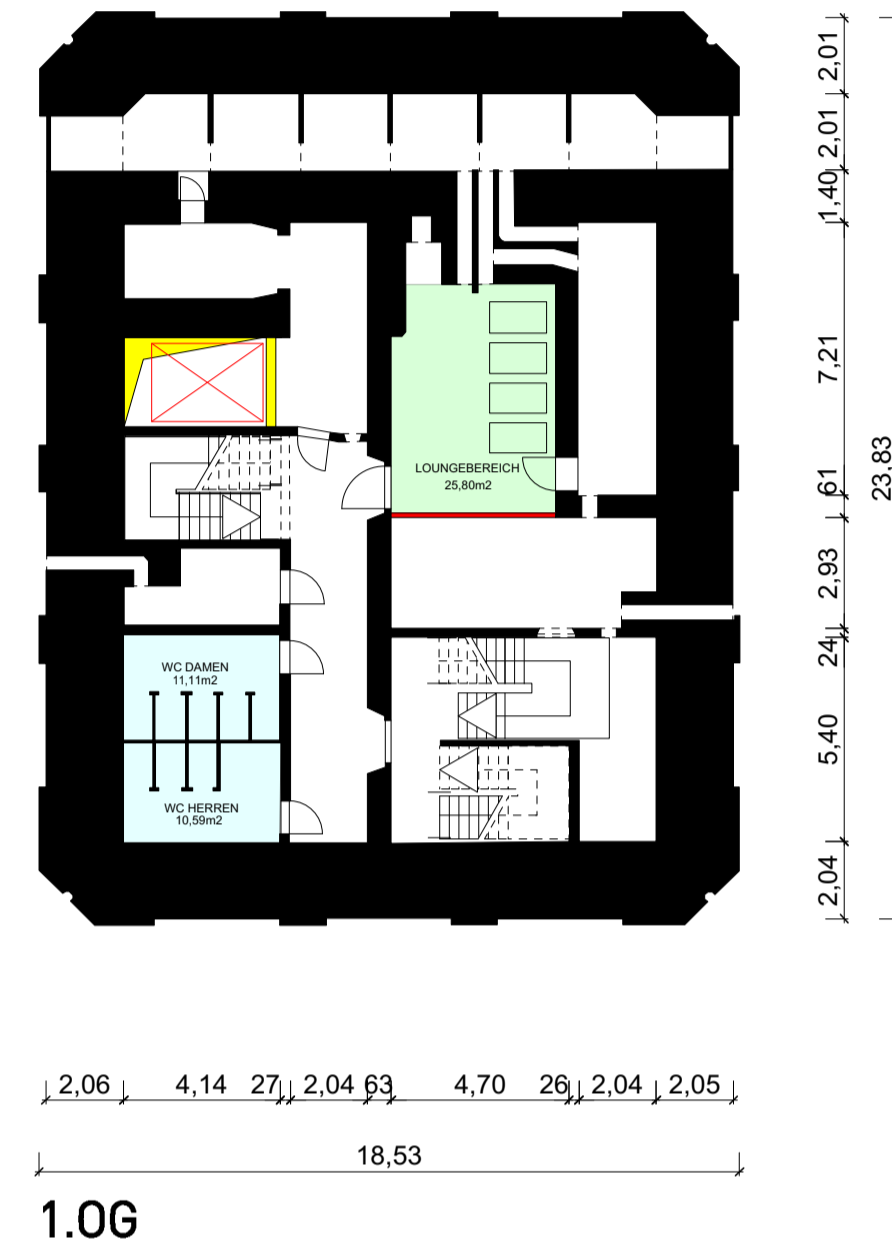 2,01
2,01
1,40
7,21
61
2,93
24
5,40
2,04
23,83
LOUNGEBEREICH
25,80m2
WC DAMEN
11,11m2
WC HERREN
10,59m2
2,06 4,14 27 2,04 63 4,70 26 2,04 2,05
18,53
1.OG